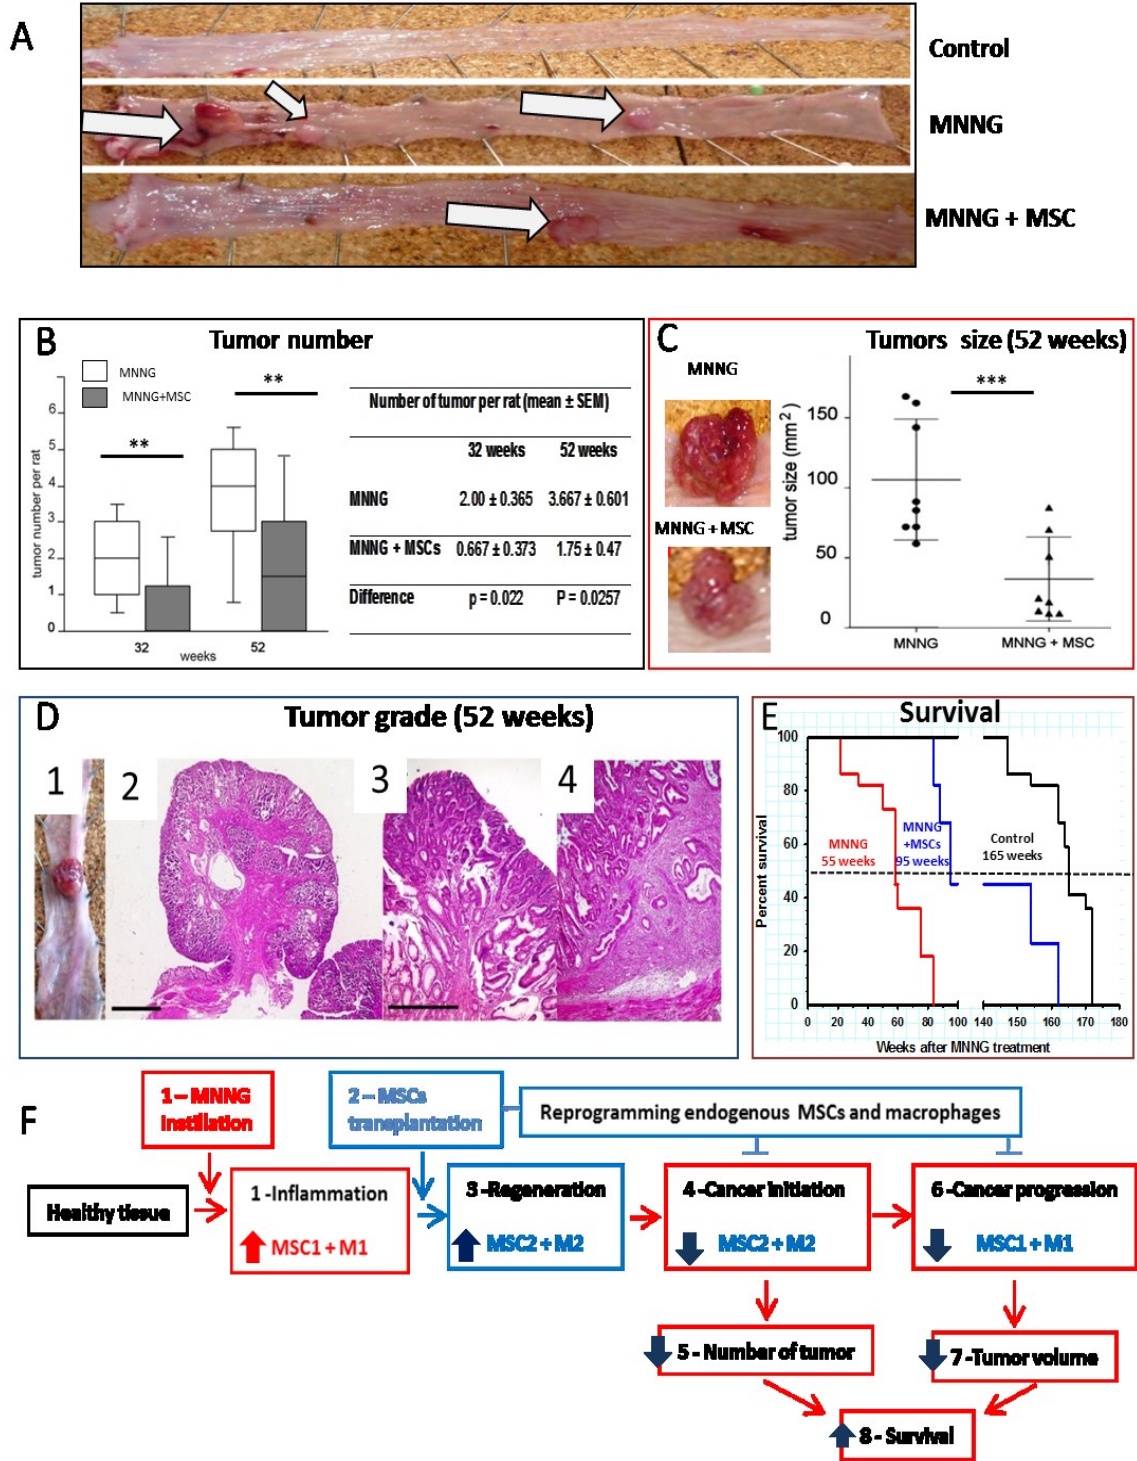 A
Control
MNNG
MNNG + MSC
B
Tumor number
MNNG
MNNG+MSC
**
**
tumor number per rat
6
5
4
3
2
1
0
32
52
weeks
Number of tumor per rat (mean ± SEM)
32 weeks
52 weeks
MNNG
2.00 ± 0.365
3.667 ± 0.601
MNNG + MSCs
0.667 ± 0.373
1.75 ± 0.47
Difference
p = 0.022
P = 0.0257
C
Tumors size (52 weeks)
MNNG
MNNG + MSC
***
tumor size (mm²)
150
100
50
0
MNNG
MNNG + MSC
D
Tumor grade (52 weeks)
1
2
3
4
E
Survival
Percent survival
100
80
60
40
20
0
MNNG
55 weeks
MNNG
+MSCs
95 weeks
Control
165 weeks
0 20 40 60 80 100 140 150 160 170 180
Weeks after MNNG treatment
F
1 – MNNG
instillation
2 – MSCs
transplantation
Reprogramming endogenous MSCs and macrophages
Healthy tissue
1 -Inflammation
MSC1 + M1
3 -Regeneration
MSC2 + M2
4 -Cancer initiation
MSC2 + M2
6 -Cancer progression
MSC1 + M1
5 - Number of tumor
7 -Tumor volume
8 - Survival